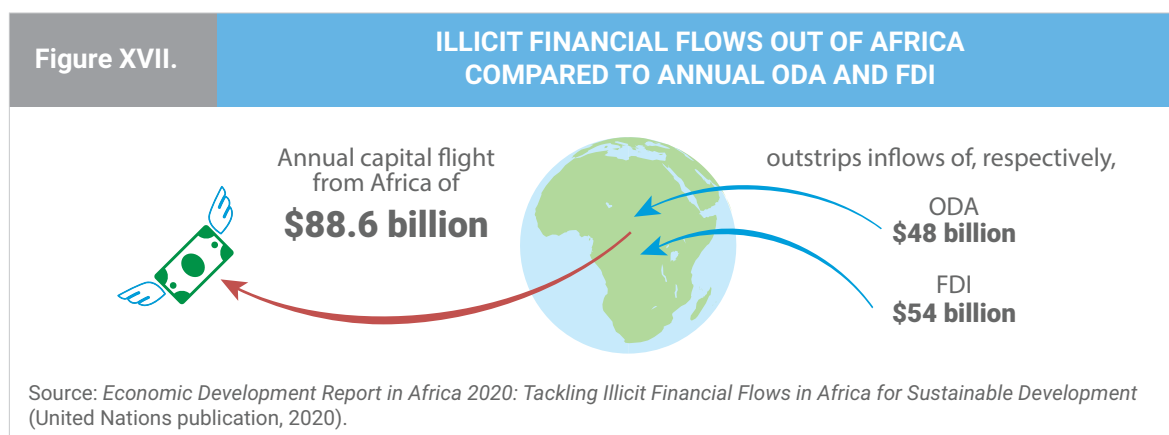 Figure XVII.
ILLICIT FINANCIAL FLOWS OUT OF AFRICA
COMPARED TO ANNUAL ODA AND FDI
Annual capital flight
from Africa of
$88.6 billion
outstrips inflows of, respectively,
ODA
$48 billion
FDI
$54 billion
Source: Economic Development Report in Africa 2020: Tackling Illicit Financial Flows in Africa for Sustainable Development
(United Nations publication, 2020).